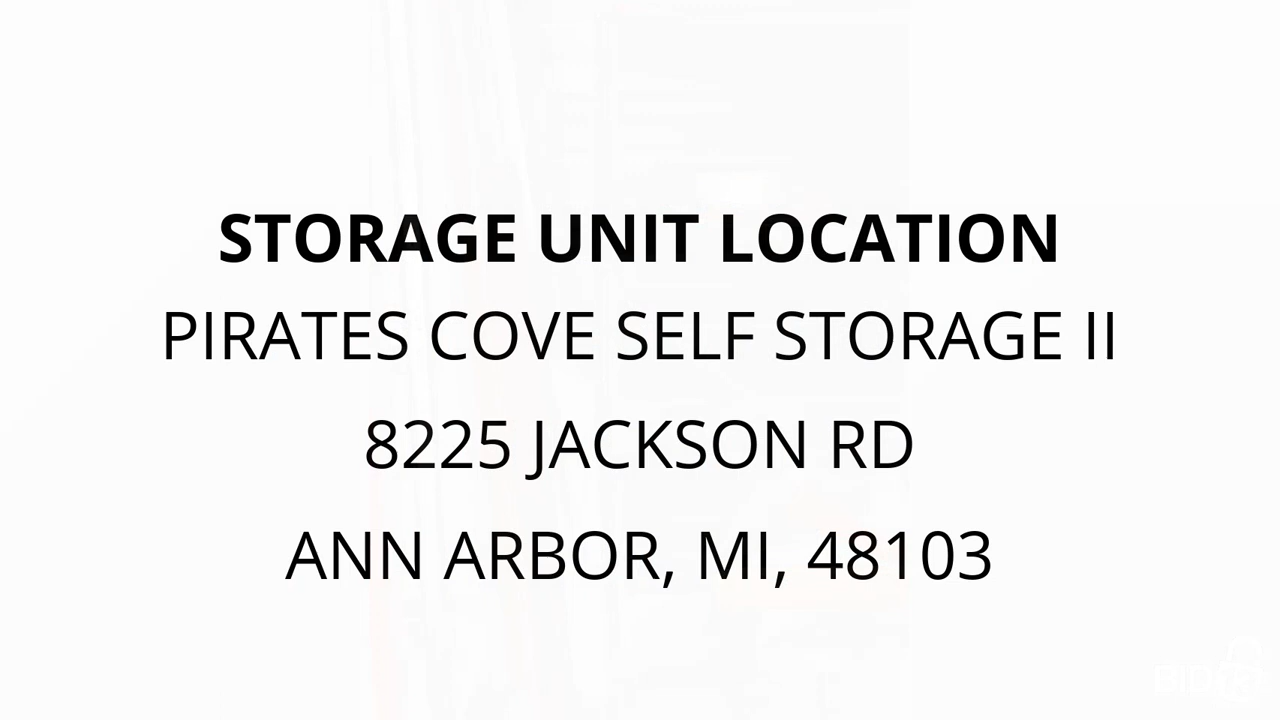 STORAGE UNIT LOCATION
PIRATES COVE SELF STORAGE II
8225 JACKSON RD
ANN ARBOR, MI, 48103